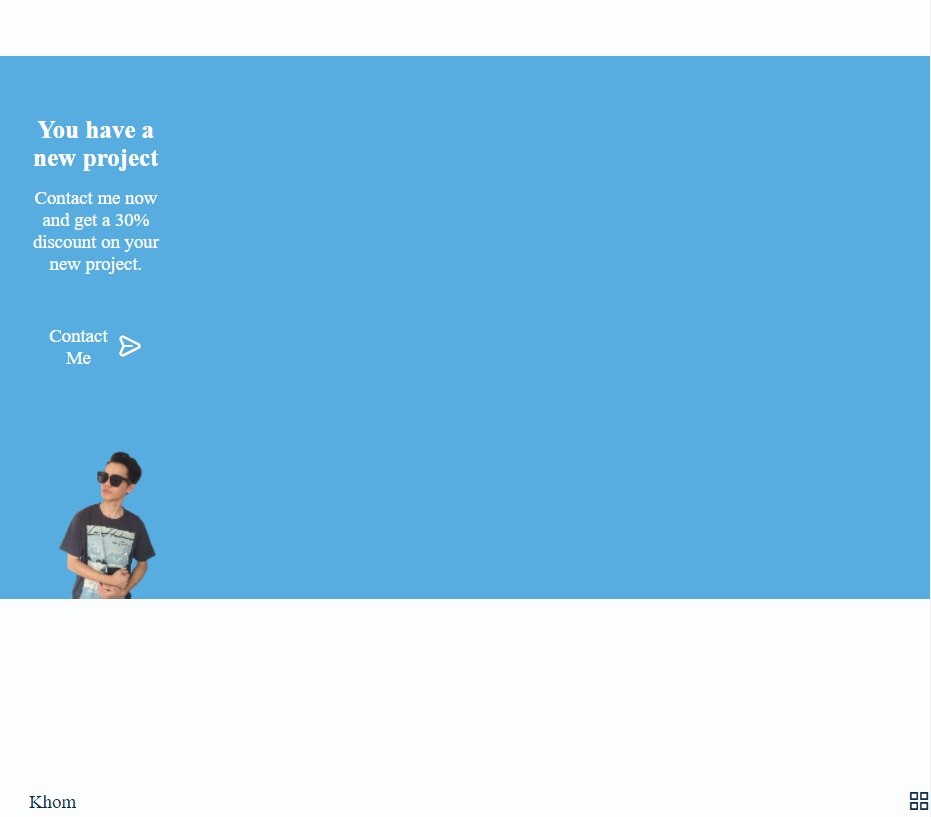 You have a
new project
Contact me now
and get a 30%
discount on your
new project.
Contact
Me
Khom